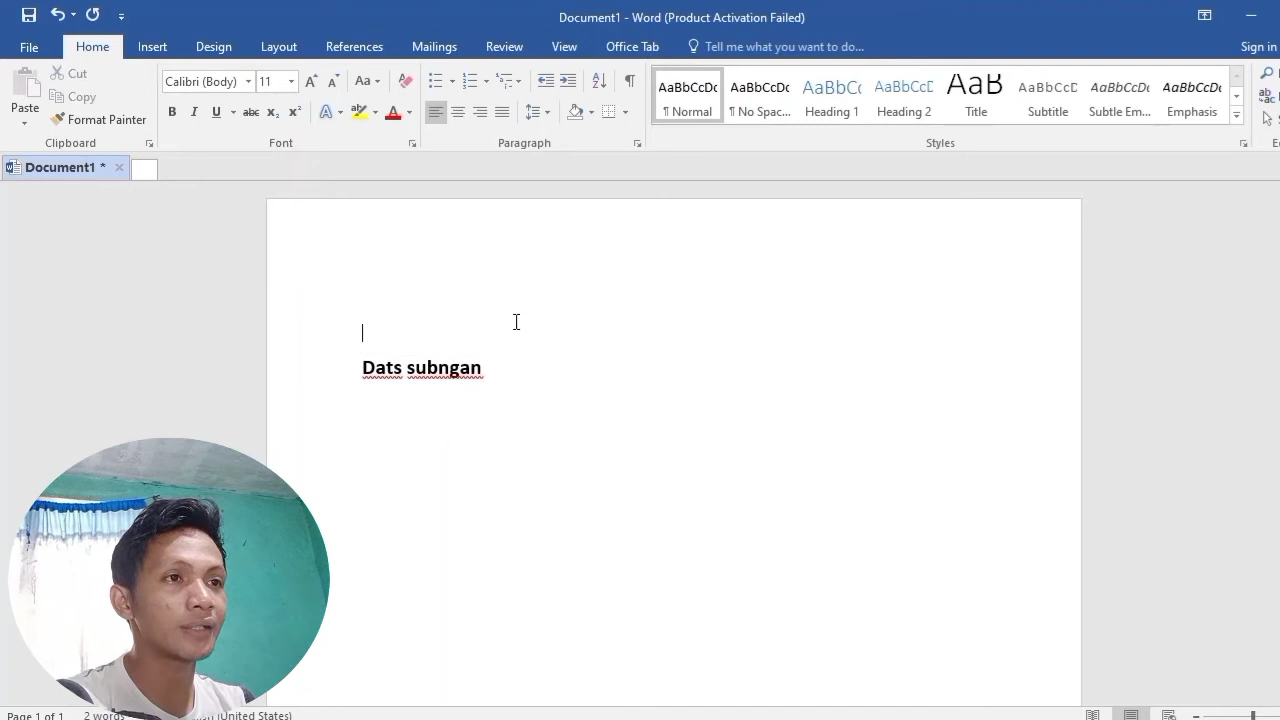 Document1 - Word (Product Activation Failed)
File Home Insert Design Layout References Mailings Review View Office Tab Tell me what you want to do... Sign in
Paste
Cut
Copy
Format Painter
Clipboard
Calibri (Body) 11
Font
Paragraph
AaBbCcDc AaBbCcDc AaBbCc AaBbCcC AaB AaBbCcD AaBbCcDc AaBbCcDc
¶ Normal ¶ No Spac... Heading 1 Heading 2 Title Subtitle Subtle Em... Emphasis
Styles
Document1 *
Dats subngan
Page 1 of 1 2 words (United States)